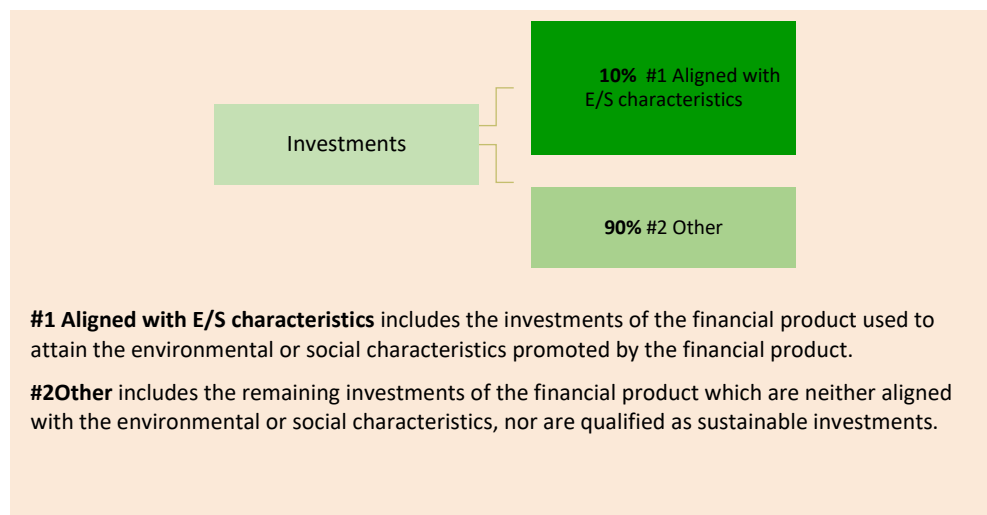 10% #1 Aligned with
E/S characteristics
Investments
90% #2 Other
#1 Aligned with E/S characteristics includes the investments of the financial product used to
attain the environmental or social characteristics promoted by the financial product.
#2Other includes the remaining investments of the financial product which are neither aligned
with the environmental or social characteristics, nor are qualified as sustainable investments.